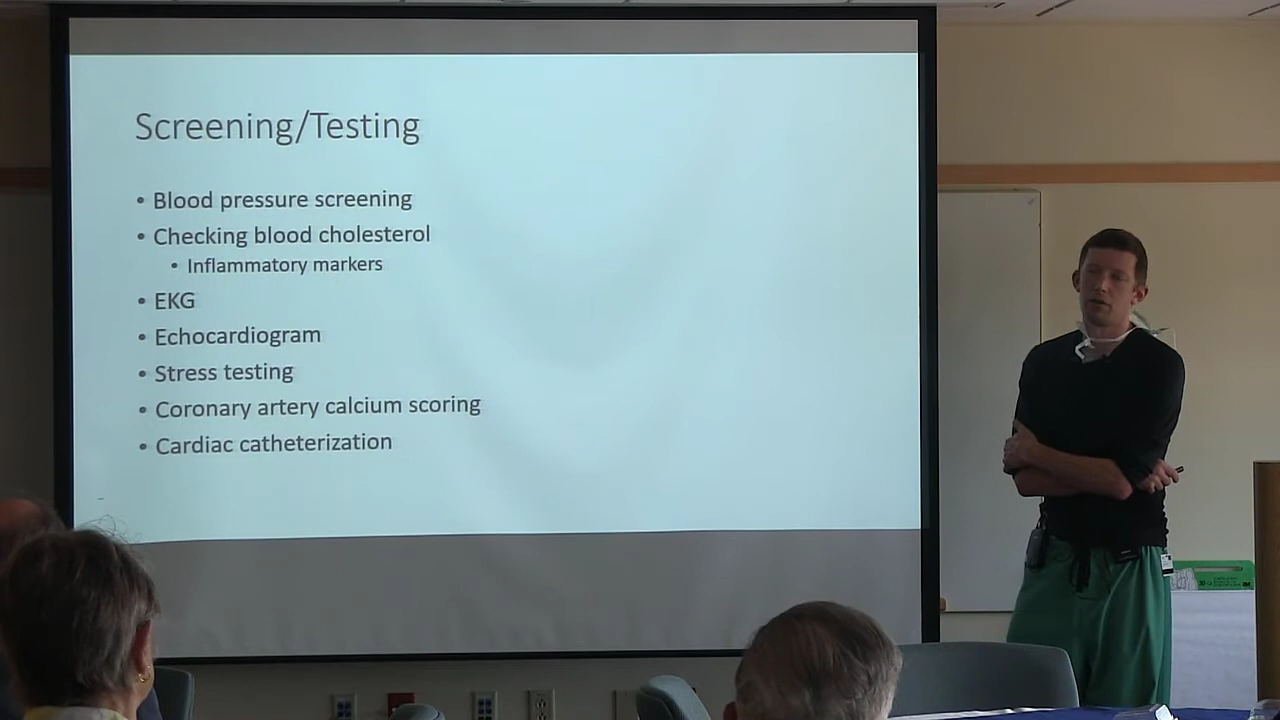 Screening/Testing
• Blood pressure screening
• Checking blood cholesterol
• Inflammatory markers
• EKG
• Echocardiogram
• Stress testing
• Coronary artery calcium scoring
• Cardiac catheterization